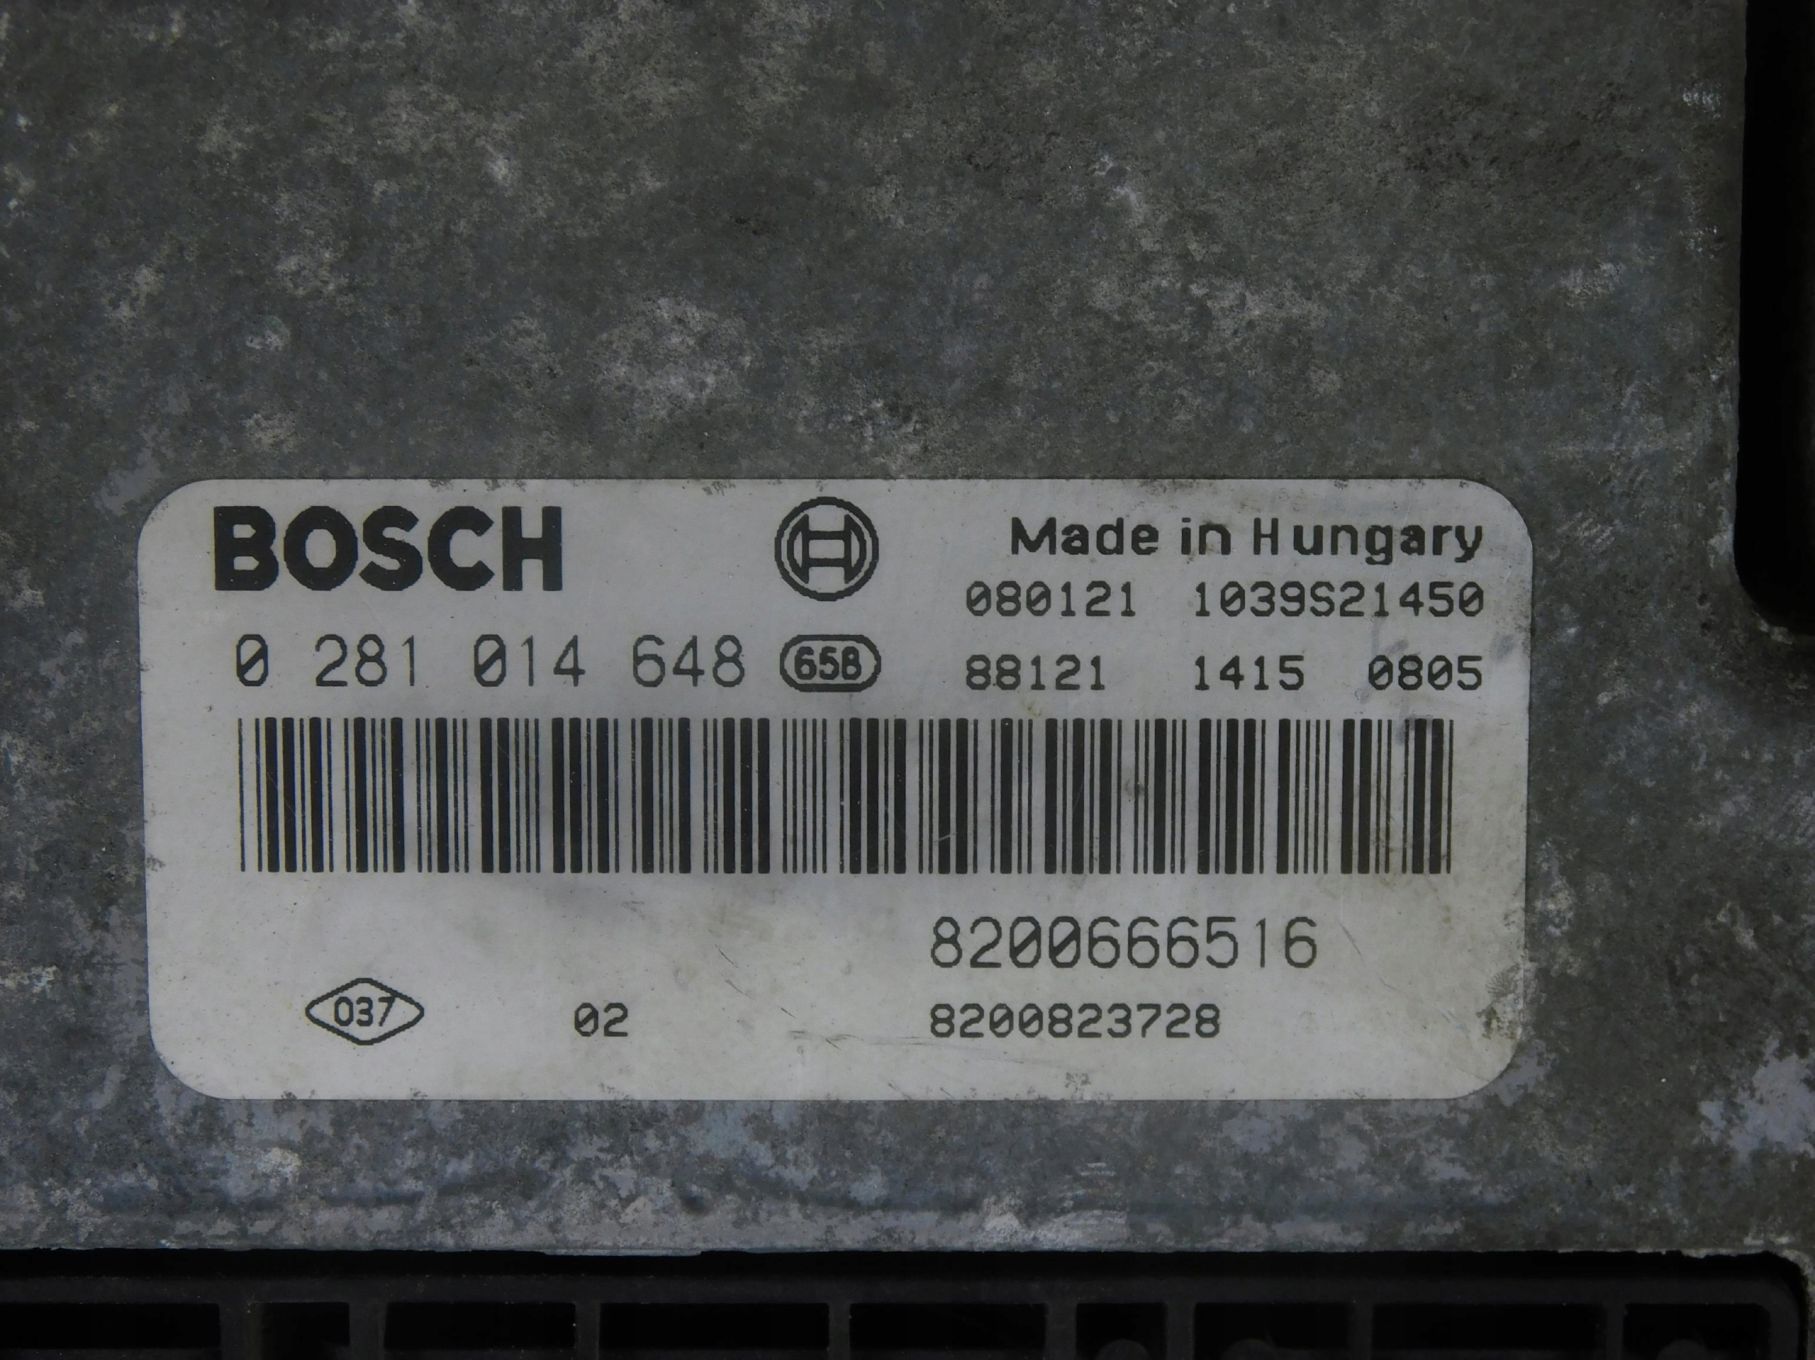 BOSCH
Made in Hungary
080121 1039S21450
0 281 014 648 658 88121 1415 0805
8200666516
037 02 8200823728